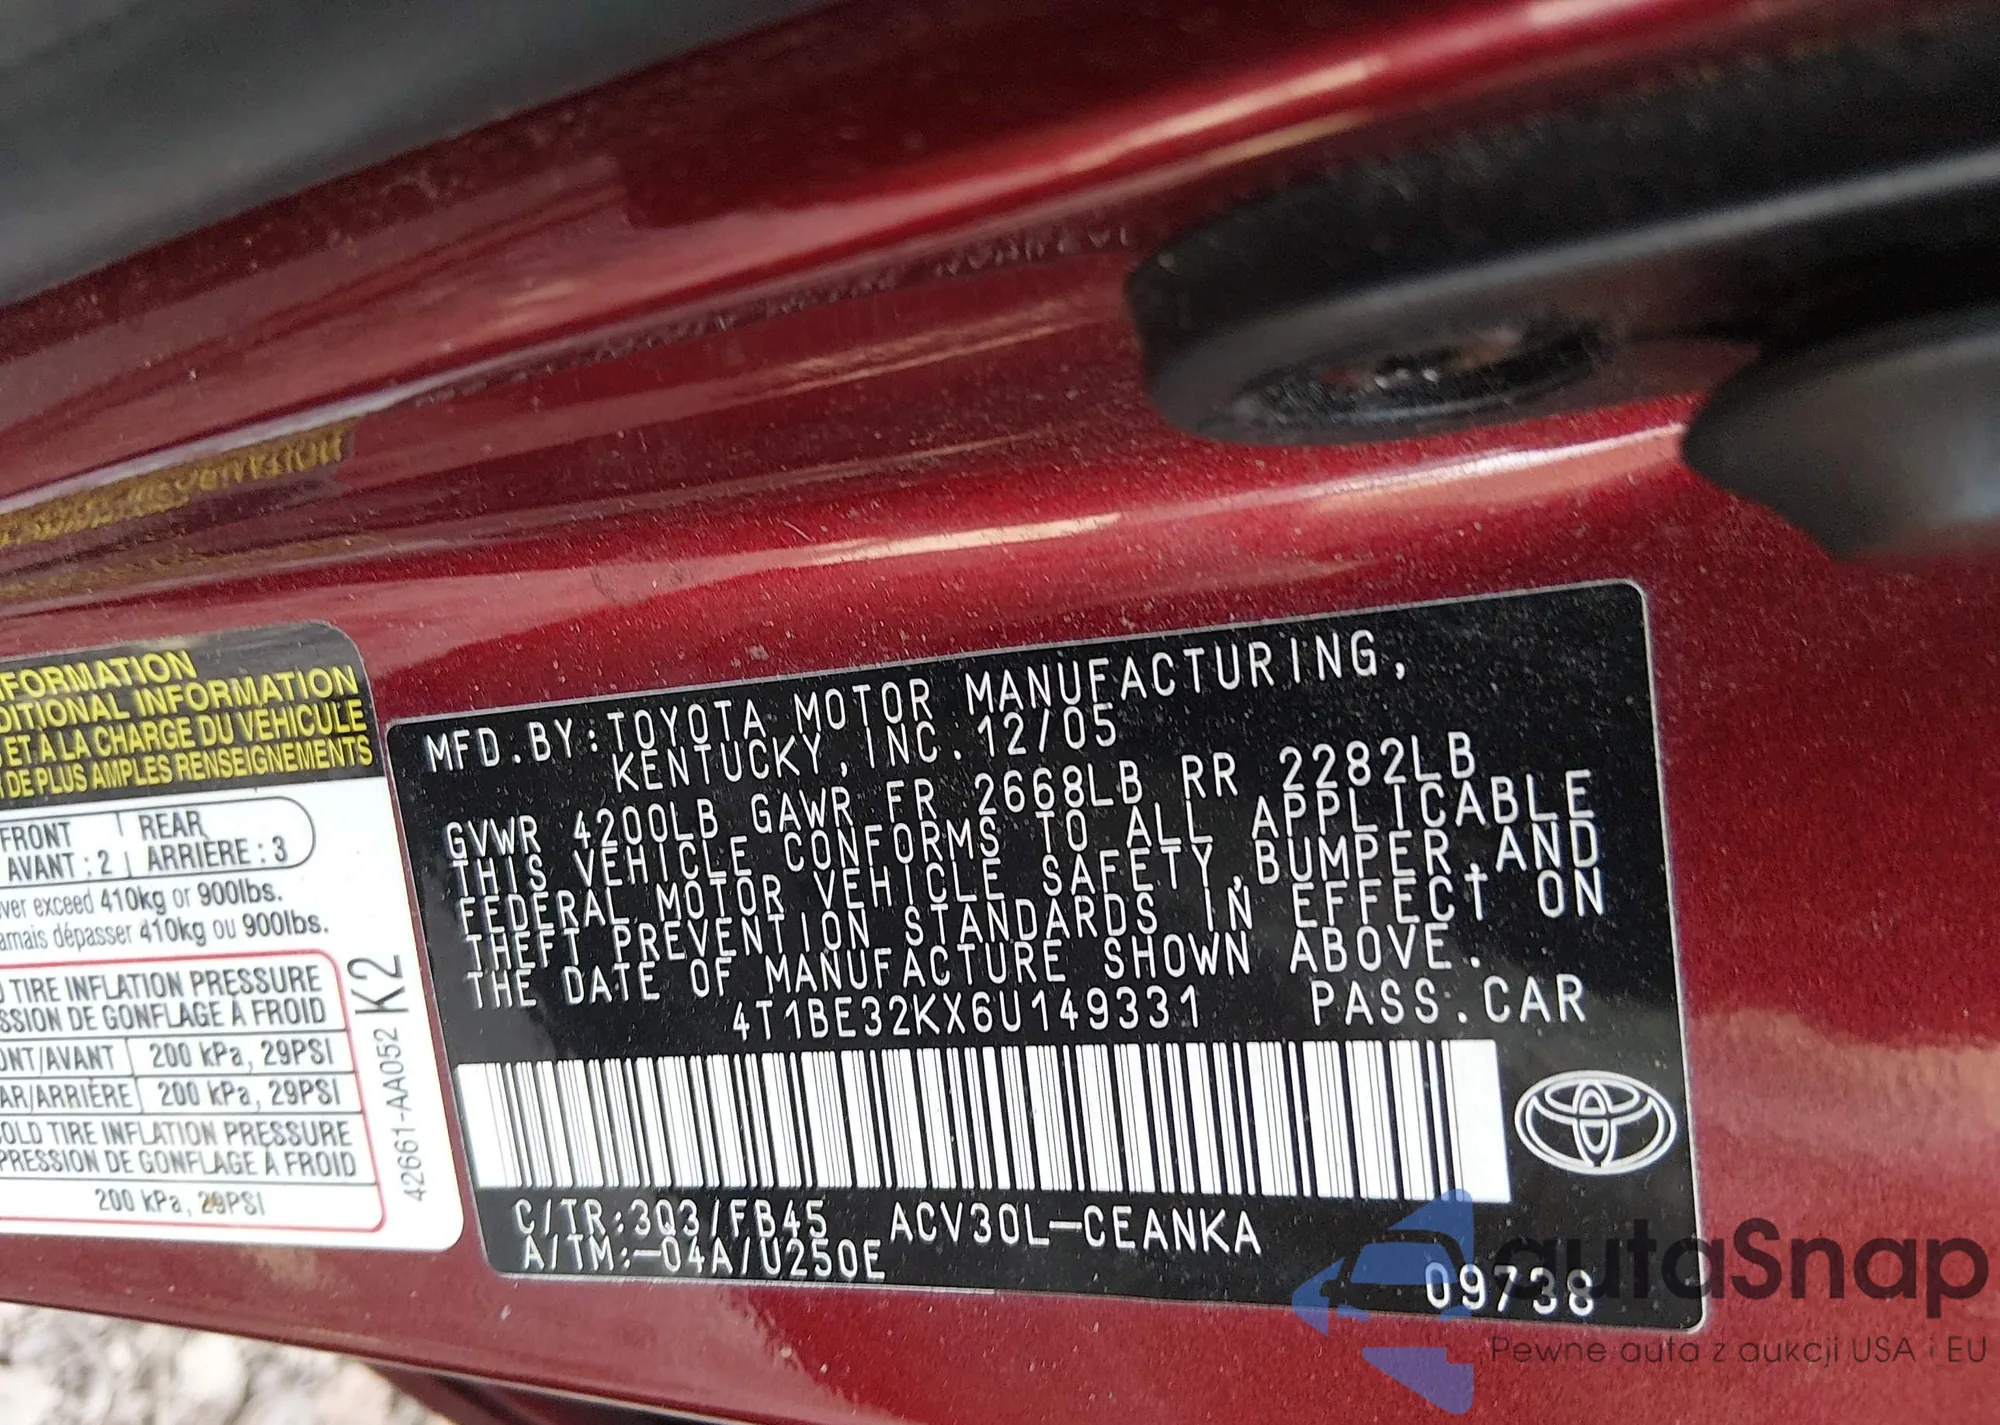 NFORMATION
DITIONAL INFORMATION
ET À LA CHARGE DU VÉHICULE
DE PLUS AMPLES RENSEIGNEMENTS
FRONT REAR
AVANT : 2 ARRIÈRE : 3
ver exceed 410kg or 900lbs.
amais dépasser 410kg ou 900lbs.
TIRE INFLATION PRESSURE
SSION DE GONFLAGE À FROID
ONT/AVANT 200 kPa, 29PSI
AR/ARRIÈRE 200 kPa, 29PSI
OLD TIRE INFLATION PRESSURE
PRESSION DE GONFLAGE À FROID
200 kPa, 29PSI
42661-AA052 K2
MFD.BY:TOYOTA MOTOR MANUFACTURING,
KENTUCKY,INC.12/05
GVWR 4200LB GAWR FR 2668LB RR 2282LB
THIS VEHICLE CONFORMS TO ALL APPLICABLE
FEDERAL MOTOR VEHICLE SAFETY,BUMPER,AND
THEFT PREVENTION STANDARDS IN EFFECT ON
THE DATE OF MANUFACTURE SHOWN ABOVE.
4T1BE32KX6U149331 PASS.CAR
C/TR:3Q3/FB45 ACV30L-CEANKA
A/TM:-04A/U250E
09738
autaSnap
Pewne auta z aukcji USA i EU